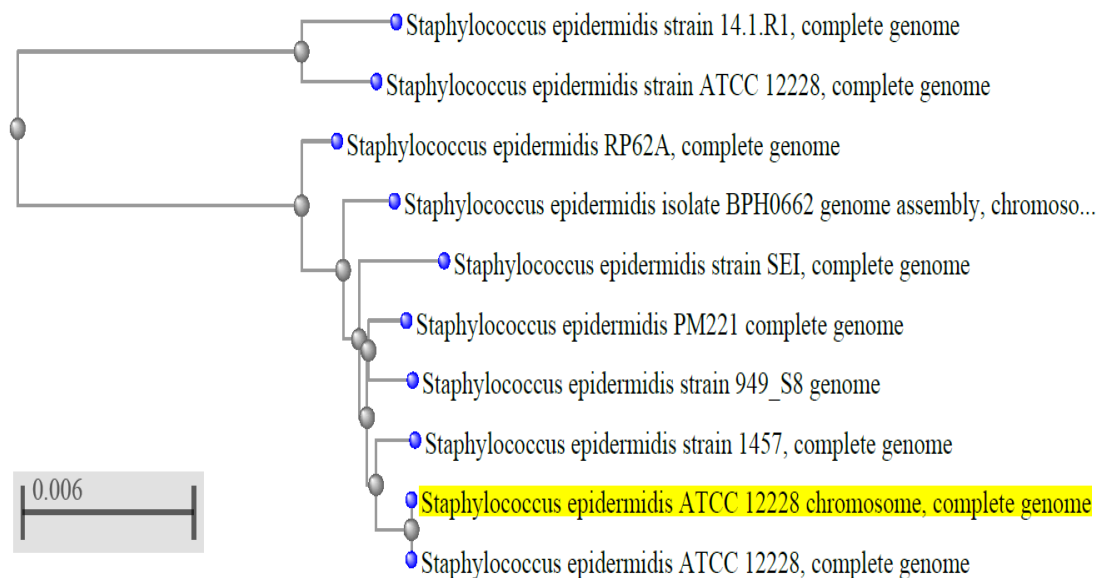 Staphylococcus epidermidis strain 14.1.R1, complete genome
Staphylococcus epidermidis strain ATCC 12228, complete genome
Staphylococcus epidermidis RP62A, complete genome
Staphylococcus epidermidis isolate BPH0662 genome assembly, chromoso...
Staphylococcus epidermidis strain SEI, complete genome
Staphylococcus epidermidis PM221 complete genome
Staphylococcus epidermidis strain 949_S8 genome
Staphylococcus epidermidis strain 1457, complete genome
Staphylococcus epidermidis ATCC 12228 chromosome, complete genome
Staphylococcus epidermidis ATCC 12228, complete genome
0.006